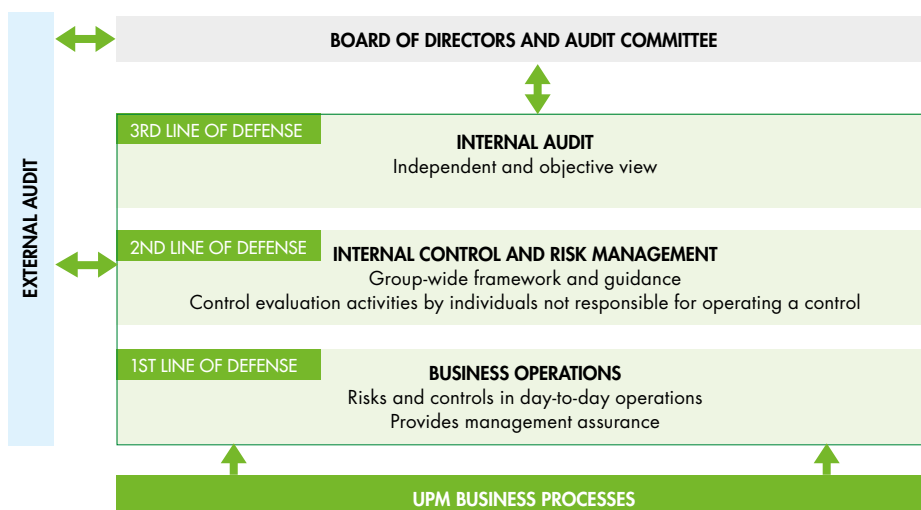 EXTERNAL AUDIT
BOARD OF DIRECTORS AND AUDIT COMMITTEE
3RD LINE OF DEFENSE
INTERNAL AUDIT
Independent and objective view
2ND LINE OF DEFENSE
INTERNAL CONTROL AND RISK MANAGEMENT
Group-wide framework and guidance
Control evaluation activities by individuals not responsible for operating a control
1ST LINE OF DEFENSE
BUSINESS OPERATIONS
Risks and controls in day-to-day operations
Provides management assurance
UPM BUSINESS PROCESSES